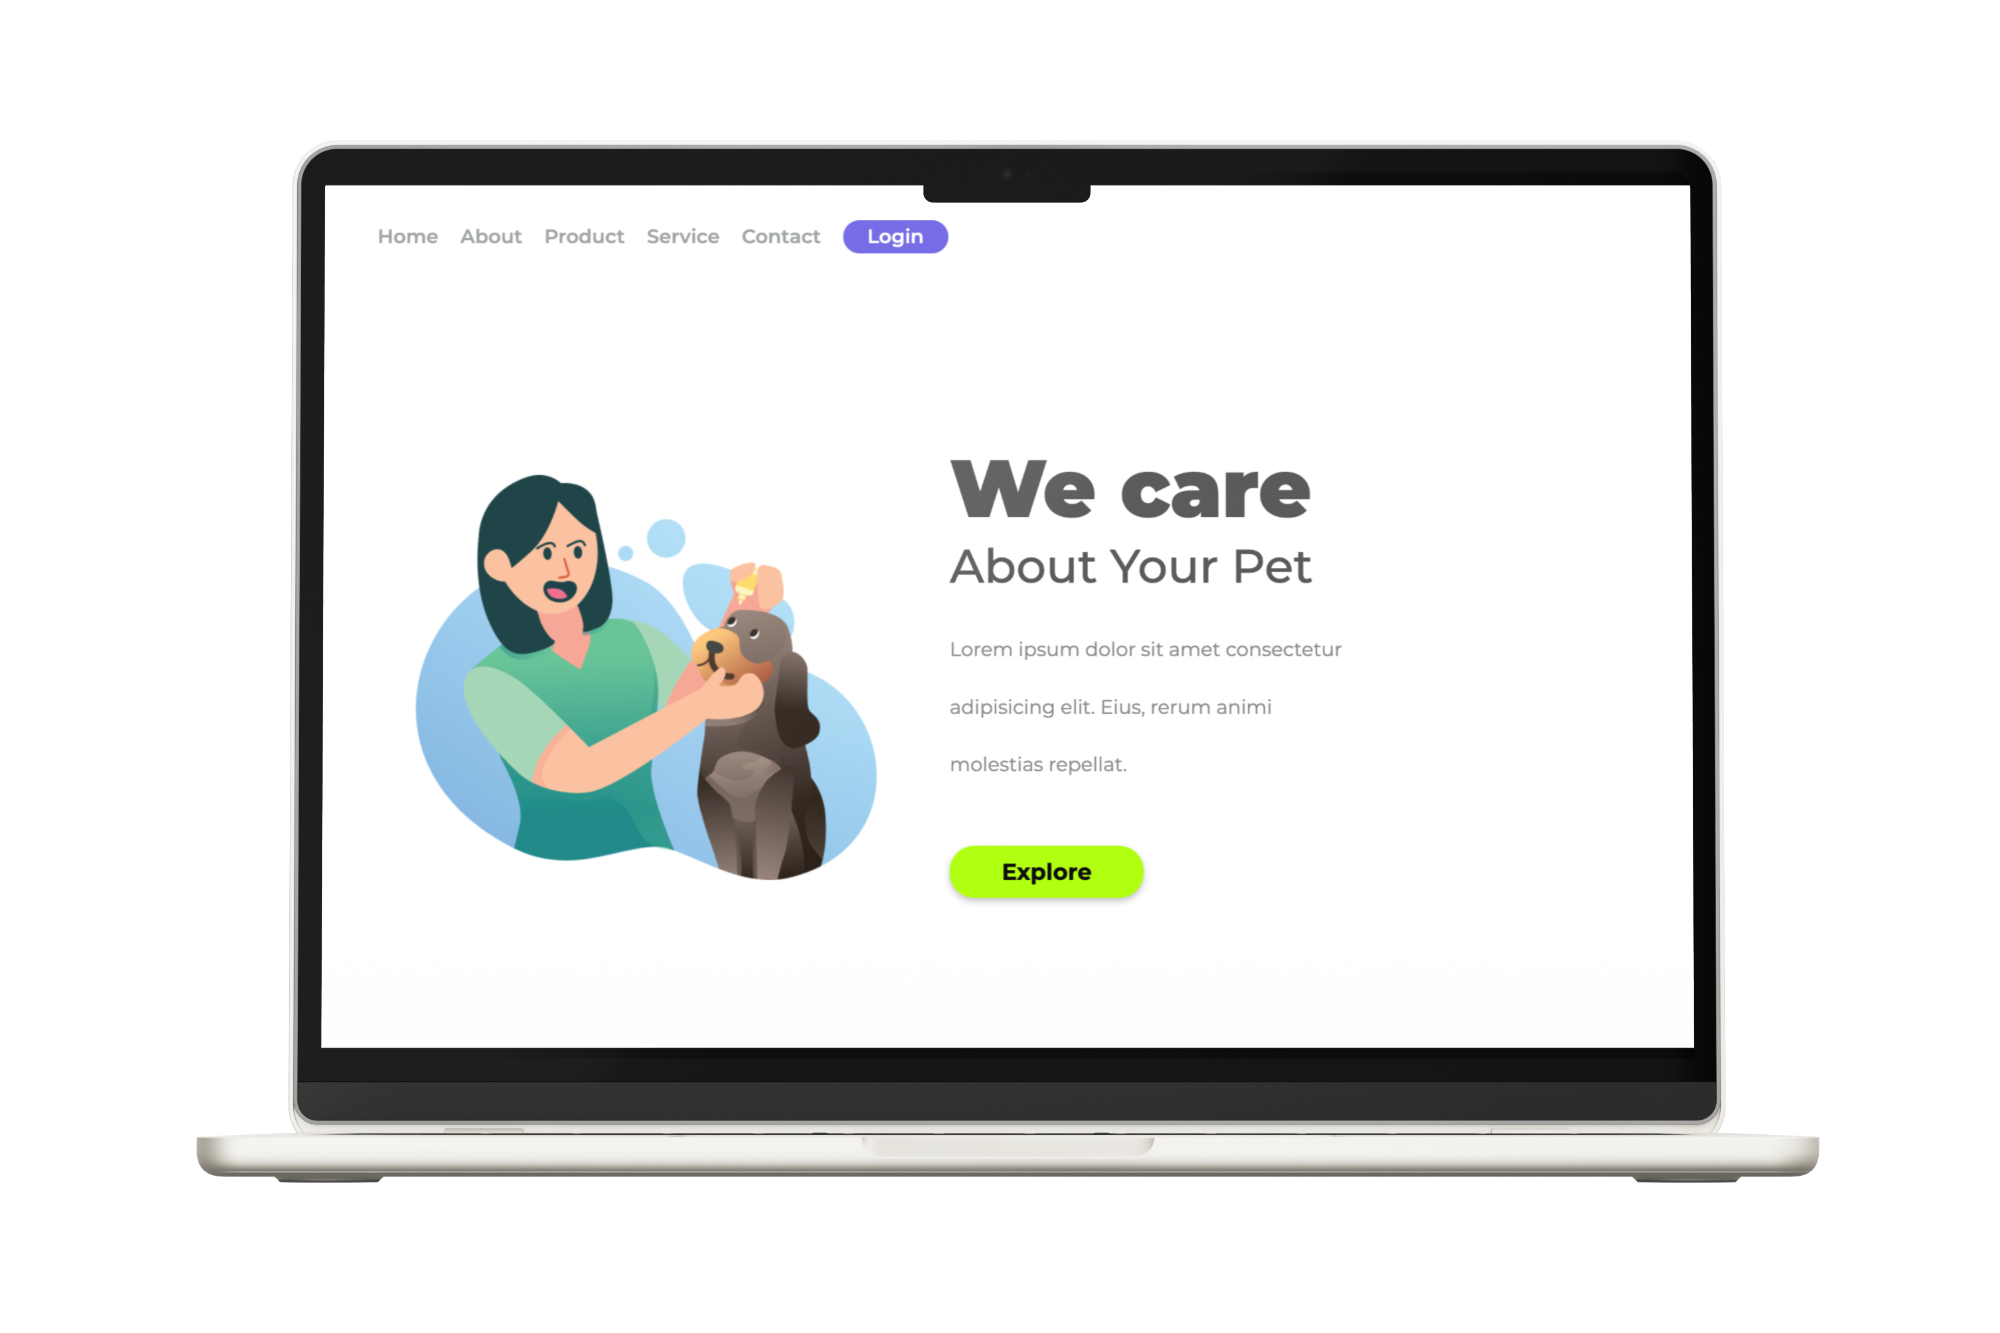 Home About Product Service Contact Login
We care
About Your Pet
Lorem ipsum dolor sit amet consectetur
adipisicing elit. Eius, rerum animi
molestias repellat.
Explore